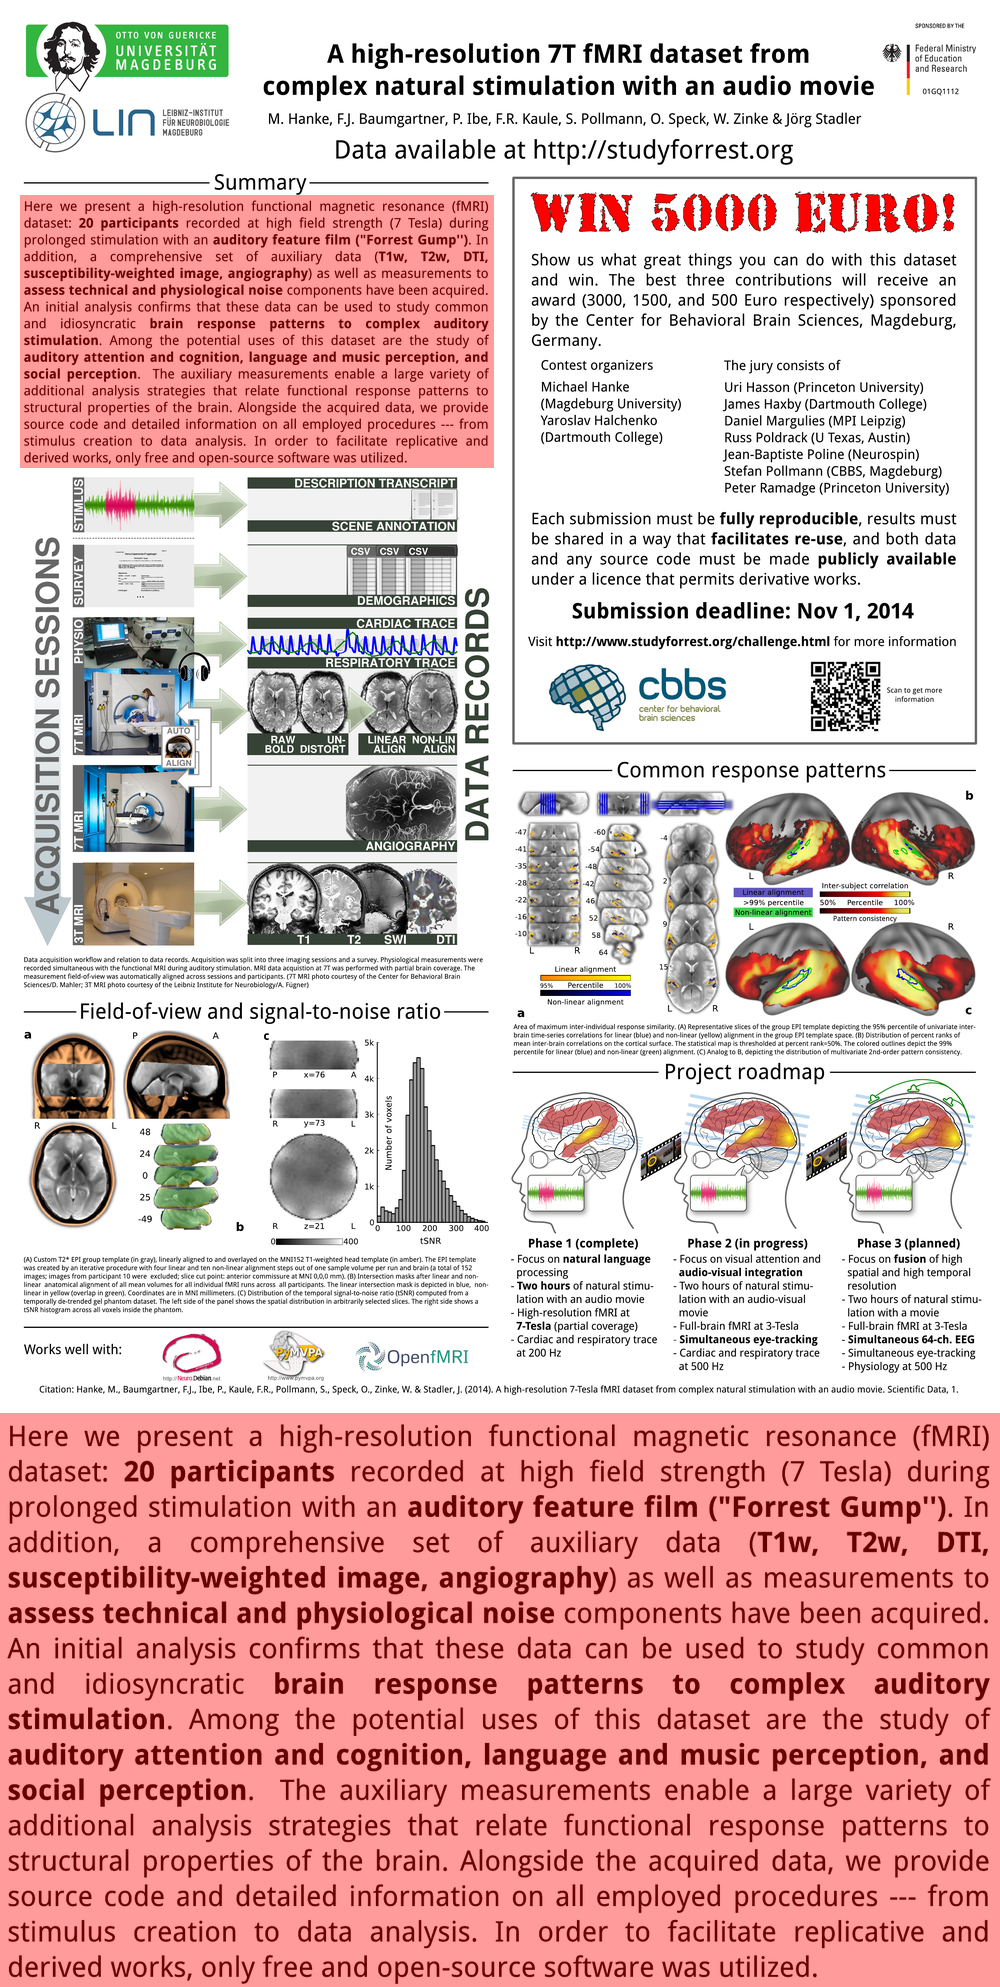 OTTO VON GUERICKE
UNIVERSITÄT
MAGDEBURG
LIN
LEIBNIZ-INSTITUT
FÜR NEUROBIOLOGIE
MAGDEBURG
A high-resolution 7T fMRI dataset from
complex natural stimulation with an audio movie
M. Hanke, F.J. Baumgartner, P. Ibe, F.R. Kaule, S. Pollmann, O. Speck, W. Zinke & Jörg Stadler
Data available at http://studyforrest.org
SPONSORED BY THE
Federal Ministry
of Education
and Research
01GQ1112
Summary
Here we present a high-resolution functional magnetic resonance (fMRI)
dataset: 20 participants recorded at high field strength (7 Tesla) during
prolonged stimulation with an auditory feature film ("Forrest Gump''). In
addition, a comprehensive set of auxiliary data (T1w, T2w, DTI,
susceptibility-weighted image, angiography) as well as measurements to
assess technical and physiological noise components have been acquired.
An initial analysis confirms that these data can be used to study common
and idiosyncratic brain response patterns to complex auditory
stimulation. Among the potential uses of this dataset are the study of
auditory attention and cognition, language and music perception, and
social perception. The auxiliary measurements enable a large variety of
additional analysis strategies that relate functional response patterns to
structural properties of the brain. Alongside the acquired data, we provide
source code and detailed information on all employed procedures --- from
stimulus creation to data analysis. In order to facilitate replicative and
derived works, only free and open-source software was utilized.
ACQUISITION SESSIONS
STIMLUS
SURVEY
PHYSIO
7T MRI
7T MRI
3T MRI
AUTO
ALIGN
DESCRIPTION TRANSCRIPT
SCENE ANNOTATION
CSV CSV CSV
DEMOGRAPHICS
CARDIAC TRACE
RESPIRATORY TRACE
RAW UN- LINEAR NON-LIN
BOLD DISTORT ALIGN ALIGN
ANGIOGRAPHY
T1 T2 SWI DTI
DATA RECORDS
Data acquisition workflow and relation to data records. Acquisition was split into three imaging sessions and a survey. Physiological measurements were
recorded simultaneous with the functional MRI during auditory stimulation. MRI data acquisition at 7T was performed with partial brain coverage. The
measurement field-of-view was automatically aligned across sessions and participants. (7T MRI photo courtesy of the Center for Behavioral Brain
Sciences/D. Mahler; 3T MRI photo courtesy of the Leibniz Institute for Neurobiology/A. Fügner)
Field-of-view and signal-to-noise ratio
a
P A
R L
48
24
0
25
-49
b
c
P x=76 A
R y=73 L
R z=21 L
0 400
5k
4k
3k
2k
1k
0
Number of voxels
0 100 200 300 400
tSNR
(A) Custom T2* EPI group template (in gray), linearly aligned to and overlayed on the MNI152 T1-weighted head template (in amber). The EPI template
was created by an iterative procedure with four linear and ten non-linear alignment steps out of one sample volume per run and brain (a total of 152
images; images from participant 10 were excluded; slice cut point: anterior commissure at MNI 0,0,0 mm). (B) Intersection masks after linear and non-
linear anatomical alignment of all mean volumes for all individual fMRI runs across all participants. The linear intersection mask is depicted in blue, non-
linear in yellow (overlap in green). Coordinates are in MNI millimeters. (C) Distribution of the temporal signal-to-noise ratio (tSNR) computed from a
temporally de-trended gel phantom dataset. The left side of the panel shows the spatial distribution in arbitrarily selected slices. The right side shows a
tSNR histogram across all voxels inside the phantom.
Works well with:
http://Neuro.Debian.net
PyMVPA
http://www.pymvpa.org
OpenfMRI
WIN 5000 EURO!
Show us what great things you can do with this dataset
and win. The best three contributions will receive an
award (3000, 1500, and 500 Euro respectively) sponsored
by the Center for Behavioral Brain Sciences, Magdeburg,
Germany.
Contest organizers
Michael Hanke
(Magdeburg University)
Yaroslav Halchenko
(Dartmouth College)
The jury consists of
Uri Hasson (Princeton University)
James Haxby (Dartmouth College)
Daniel Margulies (MPI Leipzig)
Russ Poldrack (U Texas, Austin)
Jean-Baptiste Poline (Neurospin)
Stefan Pollmann (CBBS, Magdeburg)
Peter Ramadge (Princeton University)
Each submission must be fully reproducible, results must
be shared in a way that facilitates re-use, and both data
and any source code must be made publicly available
under a licence that permits derivative works.
Submission deadline: Nov 1, 2014
Visit http://www.studyforrest.org/challenge.html for more information
cbbs
center for behavioral
brain sciences
Scan to get more
information
Common response patterns
-47
-41
-35
-28
-22
-16
-10
L R
-60
-54
-48
-42
46
52
58
64
-4
2
9
15
L R
Linear alignment
95% Percentile 100%
Non-linear alignment
a
b
L R
Linear alignment
>99% percentile
Non-linear alignment
Inter-subject correlation
50% Percentile 100%
Pattern consistency
L R
c
Area of maximum inter-individual response similarity. (A) Representative slices of the group EPI template depicting the 95% percentile of univariate inter-
brain time-series correlations for linear (blue) and non-linear (yellow) alignment in the group EPI template space. (B) Distribution of percent ranks of
mean inter-brain correlations on the cortical surface. The statistical map is thresholded at percent rank>50%. The colored outlines depict the 99%
percentile for linear (blue) and non-linear (green) alignment. (C) Analog to B, depicting the distribution of multivariate 2nd-order pattern consistency.
Project roadmap
Phase 1 (complete)
- Focus on natural language
processing
- Two hours of natural stimu-
lation with an audio movie
- High-resolution fMRI at
7-Tesla (partial coverage)
- Cardiac and respiratory trace
at 200 Hz
Phase 2 (in progress)
- Focus on visual attention and
audio-visual integration
- Two hours of natural stimu-
lation with an audio-visual
movie
- Full-brain fMRI at 3-Tesla
- Simultaneous eye-tracking
- Cardiac and respiratory trace
at 500 Hz
Phase 3 (planned)
- Focus on fusion of high
spatial and high temporal
resolution
- Two hours of natural stimu-
lation with a movie
- Full-brain fMRI at 3-Tesla
- Simultaneous 64-ch. EEG
- Simultaneous eye-tracking
- Physiology at 500 Hz
Citation: Hanke, M., Baumgartner, F.J., Ibe, P., Kaule, F.R., Pollmann, S., Speck, O., Zinke, W. & Stadler, J. (2014). A high-resolution 7-Tesla fMRI dataset from complex natural stimulation with an audio movie. Scientific Data, 1.
Here we present a high-resolution functional magnetic resonance (fMRI)
dataset: 20 participants recorded at high field strength (7 Tesla) during
prolonged stimulation with an auditory feature film ("Forrest Gump''). In
addition, a comprehensive set of auxiliary data (T1w, T2w, DTI,
susceptibility-weighted image, angiography) as well as measurements to
assess technical and physiological noise components have been acquired.
An initial analysis confirms that these data can be used to study common
and idiosyncratic brain response patterns to complex auditory
stimulation. Among the potential uses of this dataset are the study of
auditory attention and cognition, language and music perception, and
social perception. The auxiliary measurements enable a large variety of
additional analysis strategies that relate functional response patterns to
structural properties of the brain. Alongside the acquired data, we provide
source code and detailed information on all employed procedures --- from
stimulus creation to data analysis. In order to facilitate replicative and
derived works, only free and open-source software was utilized.